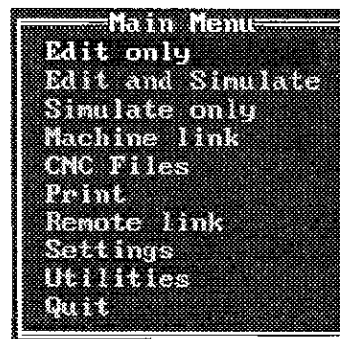 Main Menu
Edit only
Edit and Simulate
Simulate only
Machine link
CNC Files
Print
Remote link
Settings
Utilities
Quit